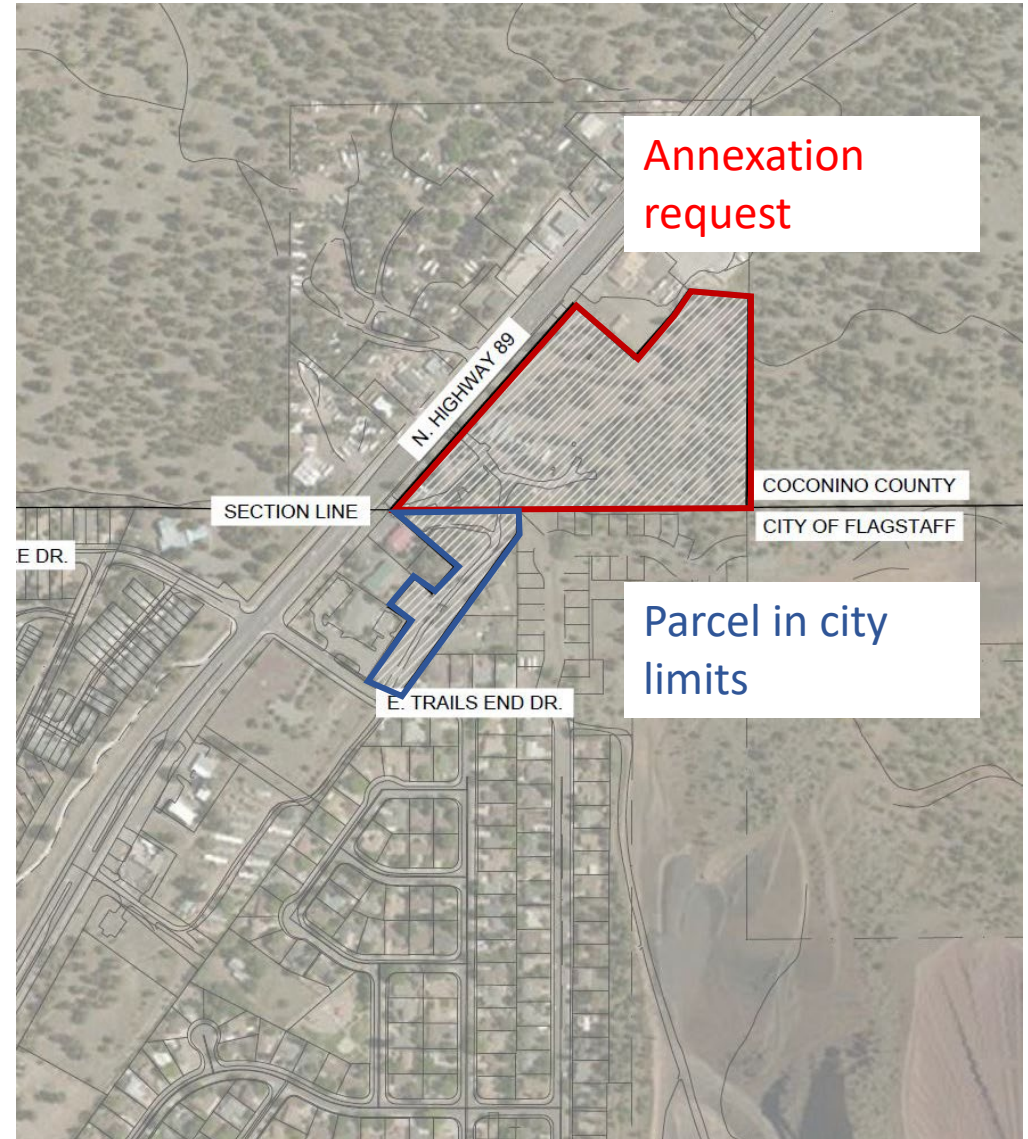 Annexation
request
N. HIGHWAY 89
COCONINO COUNTY
SECTION LINE
CITY OF FLAGSTAFF
E DR.
Parcel in city
limits
E. TRAILS END DR.